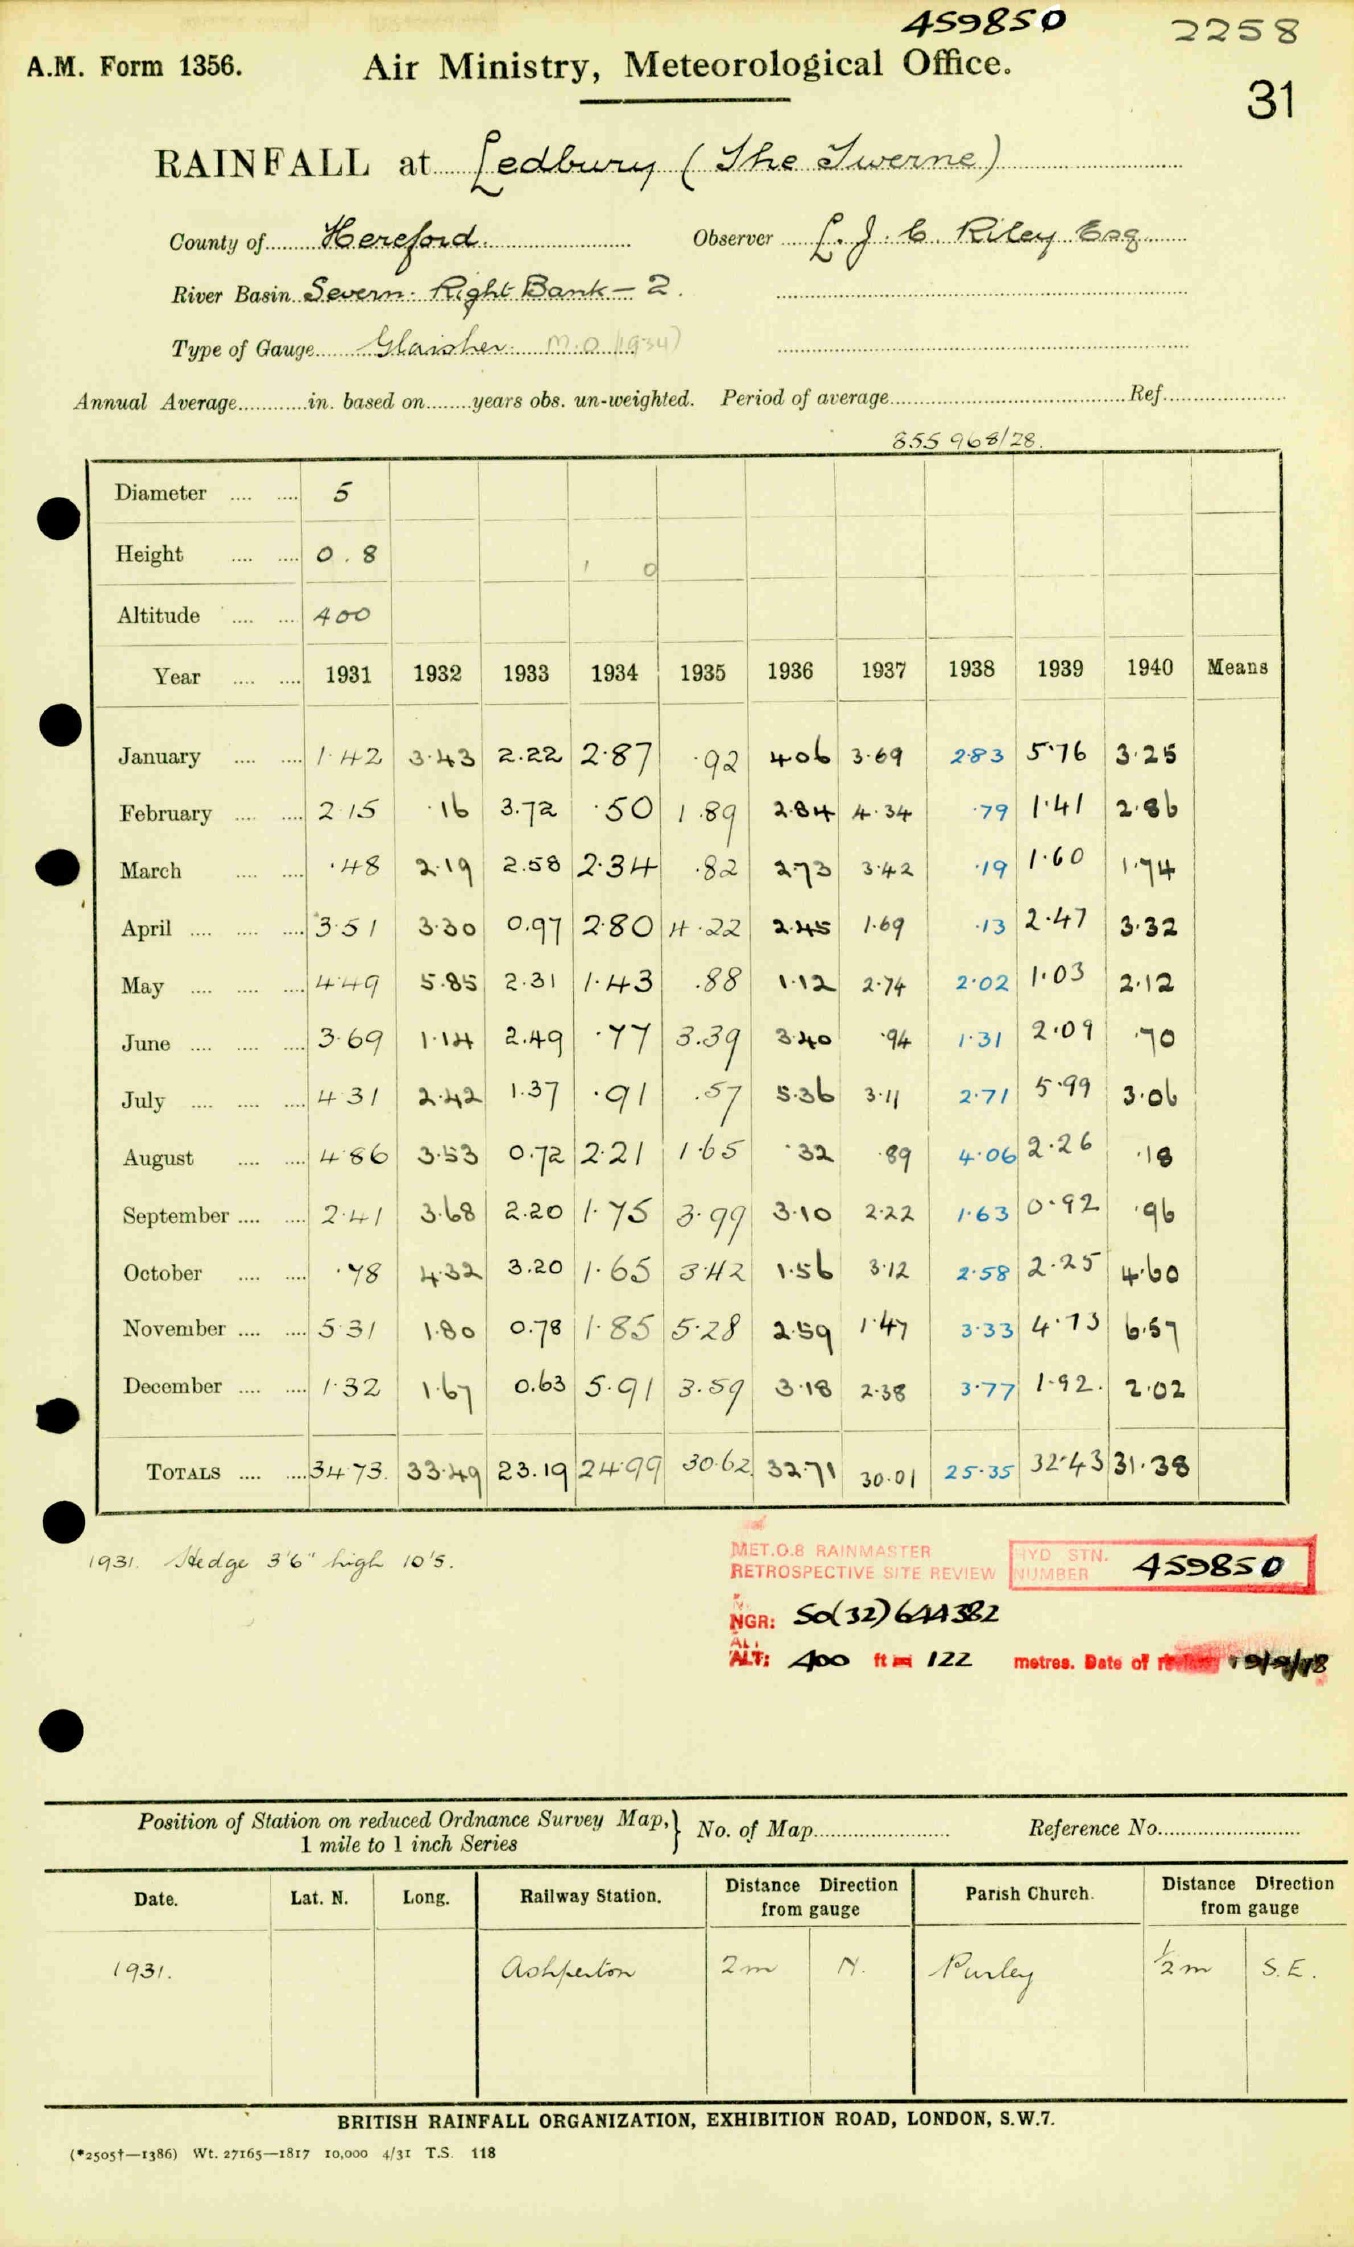 459850 2258
A.M. Form 1356. Air Ministry, Meteorological Office.
31
RAINFALL at Ledbury (The Twerne)
County of Hereford. Observer L. J. C. Riley Esq.
River Basin Severn. Right Bank - 2.
Type of Gauge Glaisher. M.O (1934)
Annual Average in. based on years obs. un-weighted. Period of average Ref.
855968/28.
Diameter 5
Height 0.8
Altitude 400
Year 1931 1932 1933 1934 1935 1936 1937 1938 1939 1940 Means
January 1.42 3.43 2.22 2.87 .92 4.06 3.69 2.83 5.76 3.25
February 2.15 .16 3.72 .50 1.89 2.84 4.34 .79 1.41 2.86
March .48 2.19 2.58 2.34 .82 2.73 3.42 .19 1.60 1.74
April 3.51 3.30 0.97 2.80 4.22 2.45 1.69 .13 2.47 3.32
May 4.49 5.85 2.31 1.43 .88 1.12 2.74 2.02 1.03 2.12
June 3.69 1.14 2.49 .77 3.39 3.40 .94 1.31 2.09 .70
July 4.31 2.42 1.37 .91 .57 5.36 3.11 2.71 5.99 3.06
August 4.86 3.53 0.72 2.21 1.65 .32 .89 4.06 2.26 .18
September 2.41 3.68 2.20 1.75 3.99 3.10 2.22 1.63 0.92 .96
October .78 4.32 3.20 1.65 3.42 1.56 3.12 2.58 2.25 4.60
November 5.31 1.80 0.78 1.85 5.28 2.59 1.47 3.33 4.73 6.57
December 1.32 1.67 0.63 5.91 3.59 3.18 2.38 3.77 1.92. 2.02
TOTALS 34.73. 33.49 23.19 24.99 30.62 32.71 30.01 25.35 32.43 31.38
1931. Hedge 3'6" high 10'S.
MET.O.8 RAINMASTER
RETROSPECTIVE SITE REVIEW
HYD STN. NUMBER 459850
NGR: SO(32)644382
ALT: 400 ft 122 metres. Date of
Position of Station on reduced Ordnance Survey Map,
1 mile to 1 inch Series
No. of Map Reference No.
Date. Lat. N. Long. Railway Station. Distance Direction from gauge Parish Church. Distance Direction from gauge
1931. Ashperton 2m N. Purley ½m S.E.
BRITISH RAINFALL ORGANIZATION, EXHIBITION ROAD, LONDON, S.W.7.
(*2505†—1386) Wt. 27165—1817 10,000 4/31 T.S. 118